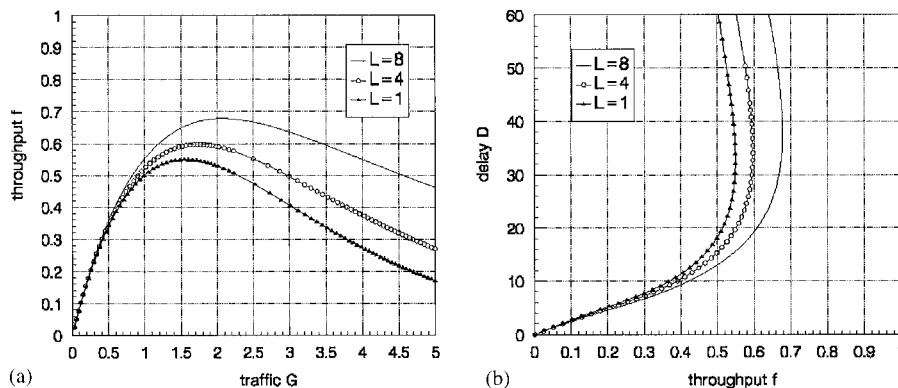 (a)
throughput f
1
0.9
0.8
0.7
0.6
0.5
0.4
0.3
0.2
0.1
0
L=8
L=4
L=1
0 0.5 1 1.5 2 2.5 3 3.5 4 4.5 5
traffic G
(b)
delay D
60
50
40
30
20
10
0
L=8
L=4
L=1
0 0.1 0.2 0.3 0.4 0.5 0.6 0.7 0.8 0.9 1
throughput f